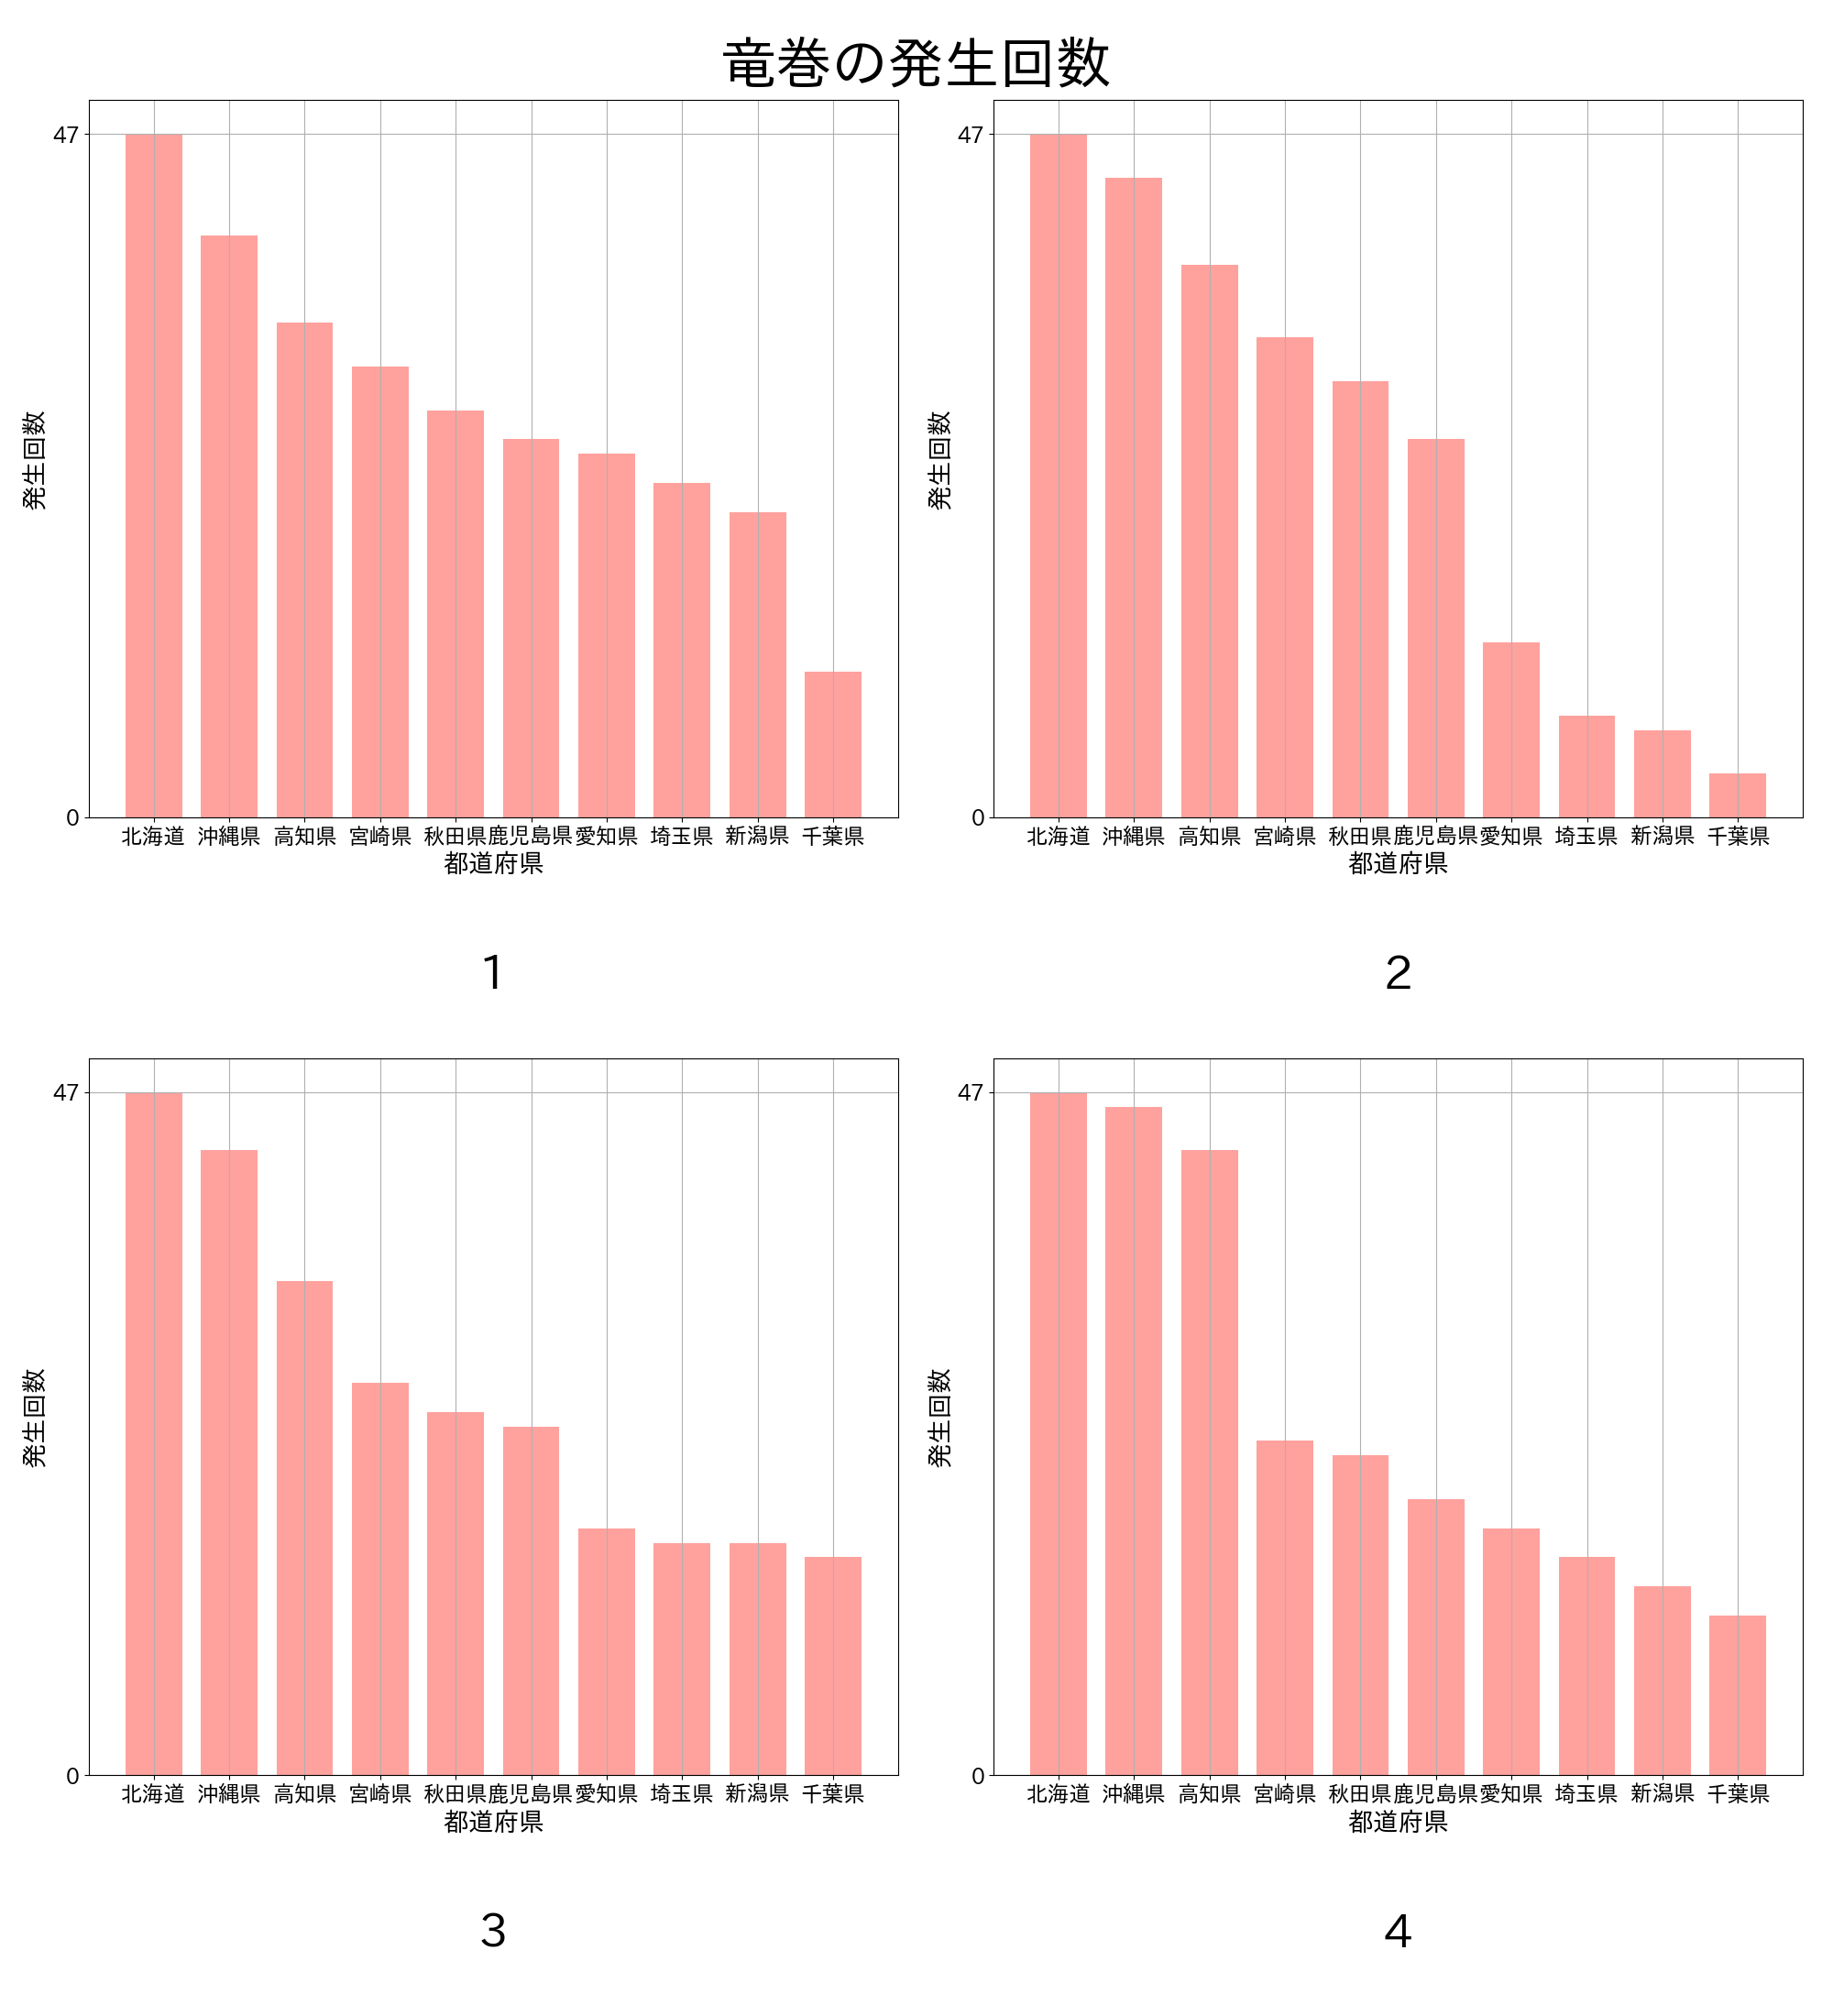 竜巻の発生回数
47
0
発生回数
北海道 沖縄県 高知県 宮崎県 秋田県 鹿児島県 愛知県 埼玉県 新潟県 千葉県
都道府県
1
47
0
発生回数
北海道 沖縄県 高知県 宮崎県 秋田県 鹿児島県 愛知県 埼玉県 新潟県 千葉県
都道府県
2
47
0
発生回数
北海道 沖縄県 高知県 宮崎県 秋田県 鹿児島県 愛知県 埼玉県 新潟県 千葉県
都道府県
3
47
0
発生回数
北海道 沖縄県 高知県 宮崎県 秋田県 鹿児島県 愛知県 埼玉県 新潟県 千葉県
都道府県
4